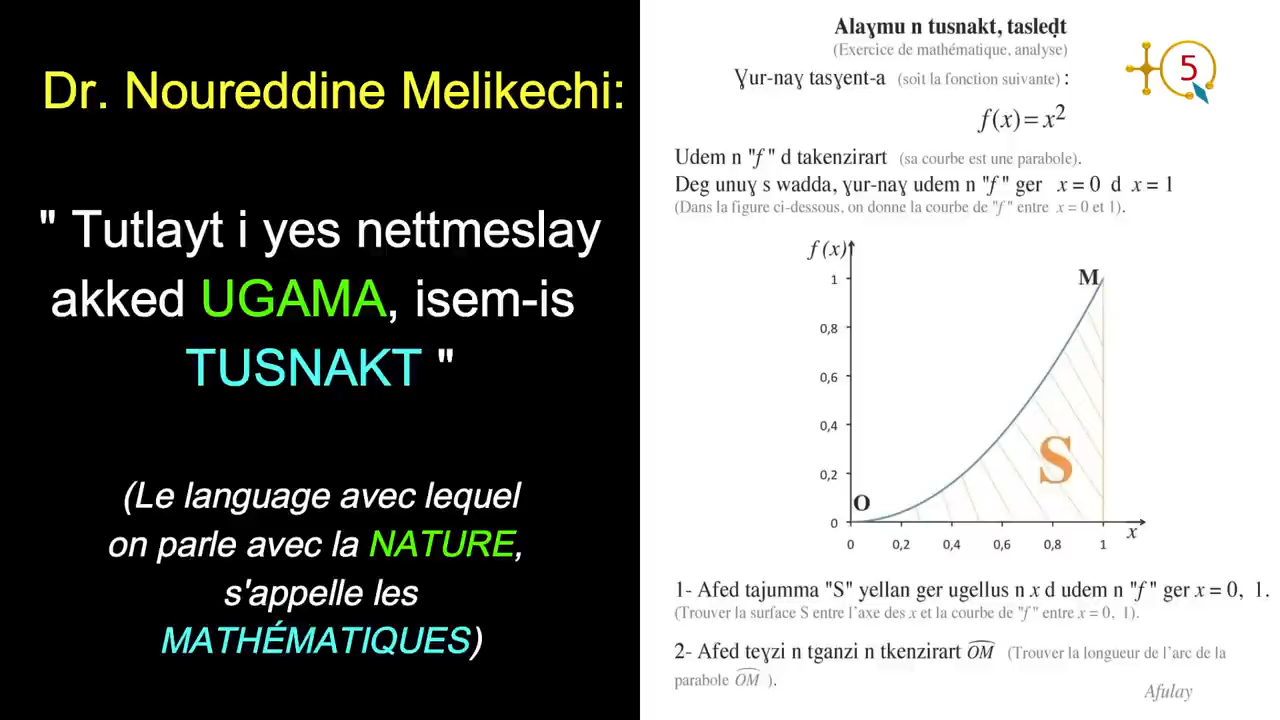 Dr. Noureddine Melikechi:
" Tutlayt i yes nettmeslay
akked UGAMA, isem-is
TUSNAKT "
(Le language avec lequel
on parle avec la NATURE,
s'appelle les
MATHÉMATIQUES)
Alaɣmu n tusnakt, tasleḍt
(Exercice de mathématique, analyse)
Ɣur-naɣ tasɣent-a (soit la fonction suivante) :
f(x)=x²
5
Udem n "f" d takenzirart (sa courbe est une parabole).
Deg unuɣ s wadda, ɣur-naɣ udem n "f" ger x = 0 d x = 1
(Dans la figure ci-dessous, on donne la courbe de "f" entre x = 0 et 1).
f(x)
M
1
0,8
0,6
0,4
0,2
0
O
S
x
0 0,2 0,4 0,6 0,8 1
1- Afed tajumma "S" yellan ger ugellus n x d udem n "f" ger x = 0, 1.
(Trouver la surface S entre l'axe des x et la courbe de "f" entre x = 0, 1).
2- Afed teɣzi n tganzi n tkenzirart OM (Trouver la longueur de l'arc de la
parabole OM ).
Afulay